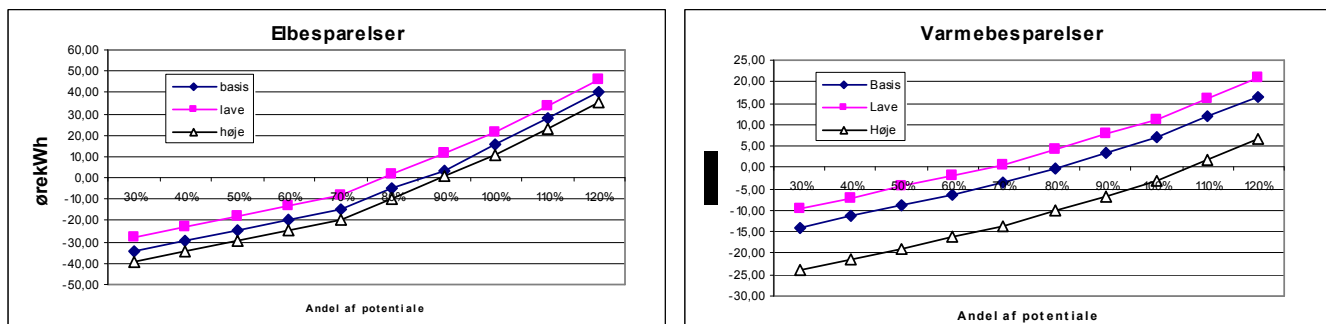 Elbesparelser
60,00
50,00
40,00
30,00
20,00
10,00
0,00
-10,00
-20,00
-30,00
-40,00
-50,00
ørekWh
basis
lave
høje
30% 40% 50% 60% 70% 80% 90% 100% 110% 120%
Andel af potentiale
Varmebesparelser
25,00
20,00
15,00
10,00
5,00
0,00
-5,00
-10,00
-15,00
-20,00
-25,00
-30,00
Basis
Lave
Høje
30% 40% 50% 60% 70% 80% 90% 100% 110% 120%
Andel af potentiale